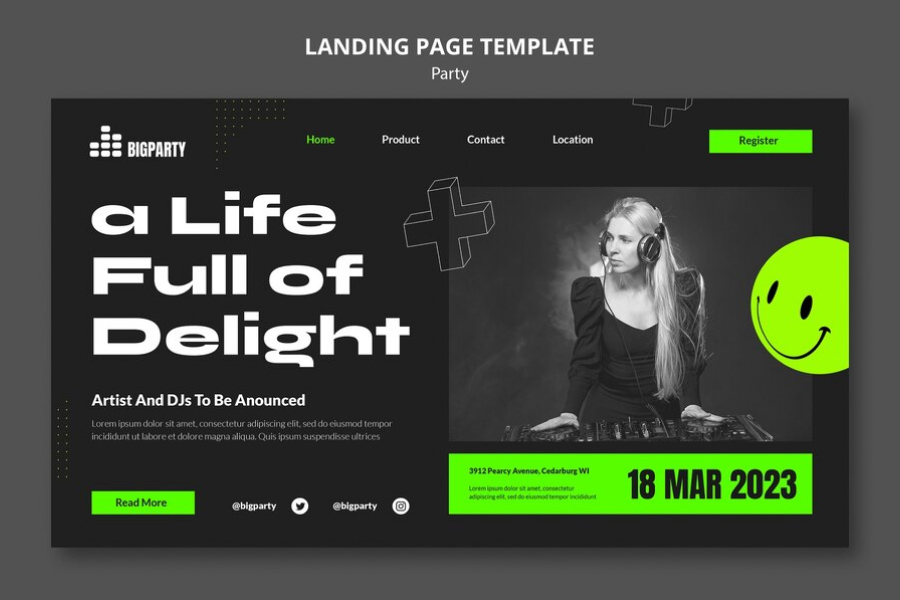 LANDING PAGE TEMPLATE
Party
BIGPARTY
Home
Product
Contact
Location
Register
a Life
Full of
Delight
Artist And DJs To Be Anounced
Lorem ipsum dolor sit amet, consectetur adipiscing elit, sed do eiusmod tempor
incididunt ut labore et dolore magna aliqua. Quis ipsum suspendisse ultrices
Read More
@bigparty
@bigparty
3912 Pearcy Avenue, Cedarburg WI
Lorem ipsum dolor sit amet, consectetur
adipiscing elit, sed do eiusmod tempor incididunt
18 MAR 2023